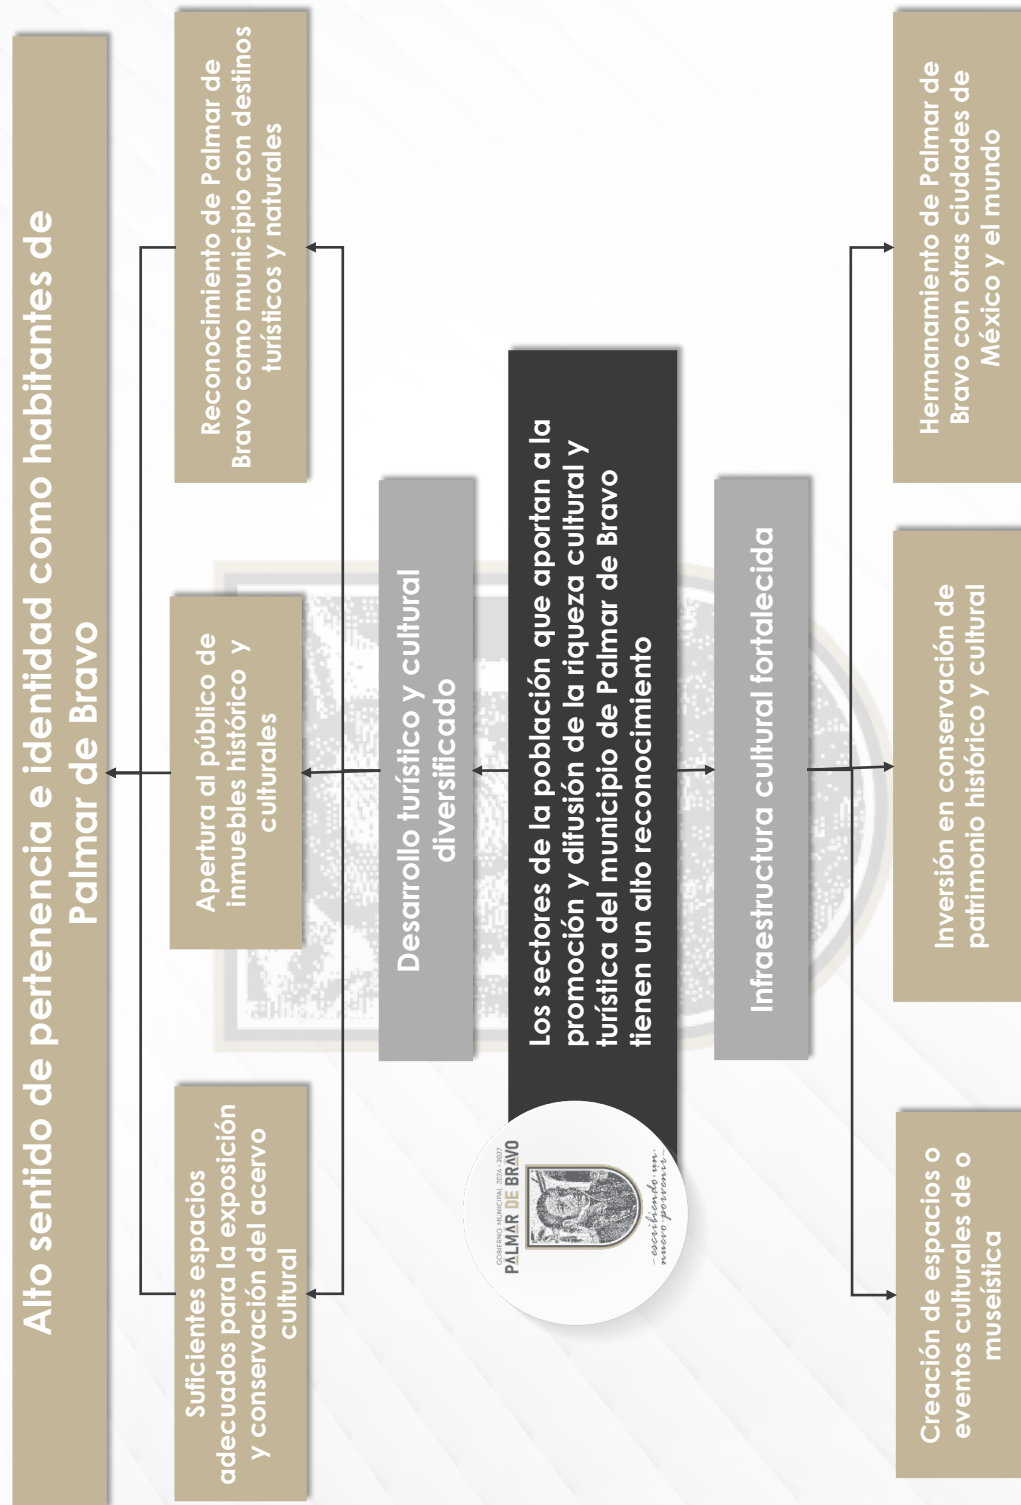 Alto sentido de pertenencia e identidad como habitantes de
Palmar de Bravo
Suficientes espacios
adecuados para la exposición
y conservación del acervo
cultural
Apertura al público de
inmuebles histórico y
culturales
Reconocimiento de Palmar de
Bravo como municipio con destinos
turísticos y naturales
Desarrollo turístico y cultural
diversificado
GOBIERNO MUNICIPAL 2024 - 2027
PALMAR DE BRAVO
-escribiendo·un·
nuevo·porvenir-
Los sectores de la población que aportan a la
promoción y difusión de la riqueza cultural y
turística del municipio de Palmar de Bravo
tienen un alto reconocimiento
Infraestructura cultural fortalecida
Creación de espacios o
eventos culturales de o
museística
Inversión en conservación de
patrimonio histórico y cultural
Hermanamiento de Palmar de
Bravo con otras ciudades de
México y el mundo